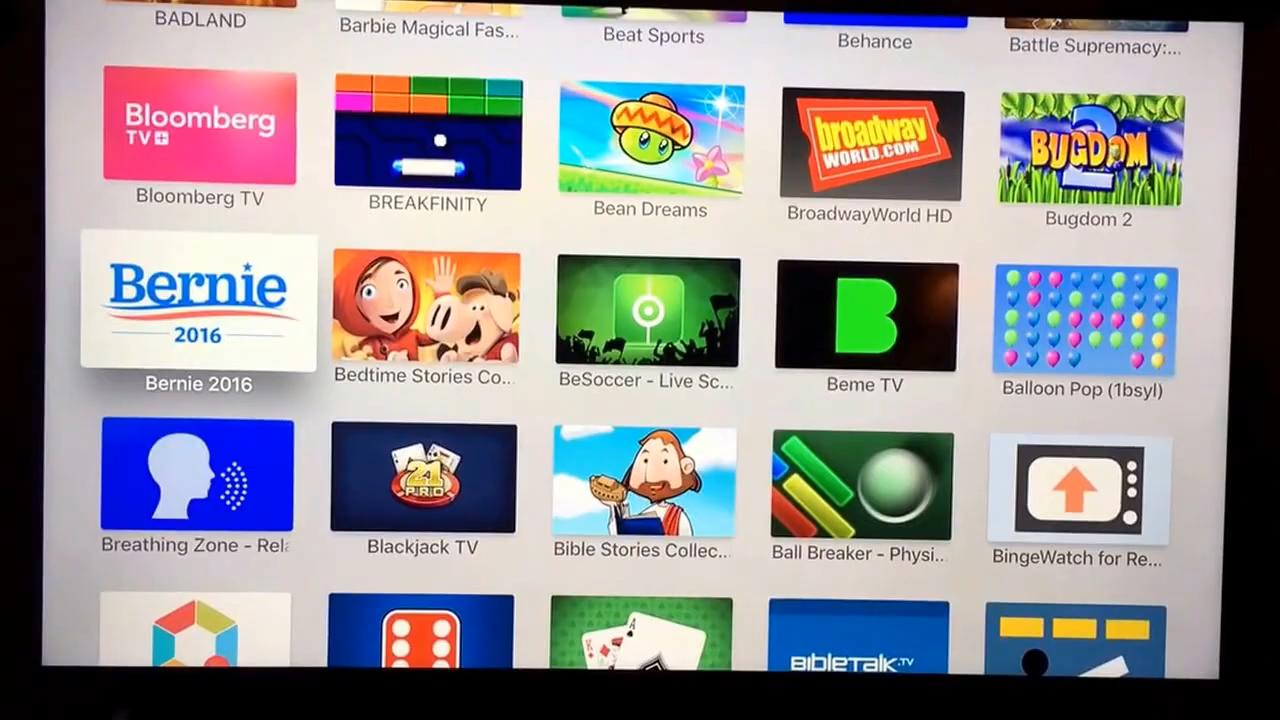 BADLAND
Barbie Magical Fas...
Beat Sports
Behance
Battle Supremacy:...
Bloomberg
TV+
broadway
WORLD.COM
BUGDOM
2
Bloomberg TV
BREAKFINITY
Bean Dreams
BroadwayWorld HD
Bugdom 2
Bernie
2016
B
Bernie 2016
Bedtime Stories Co...
BeSoccer - Live Sc...
Beme TV
Balloon Pop (1bsyl)
21
PRO
Breathing Zone - Rela
Blackjack TV
Bible Stories Collec...
Ball Breaker - Physi...
BingeWatch for Re...
K
A
BIBLETALK.TV